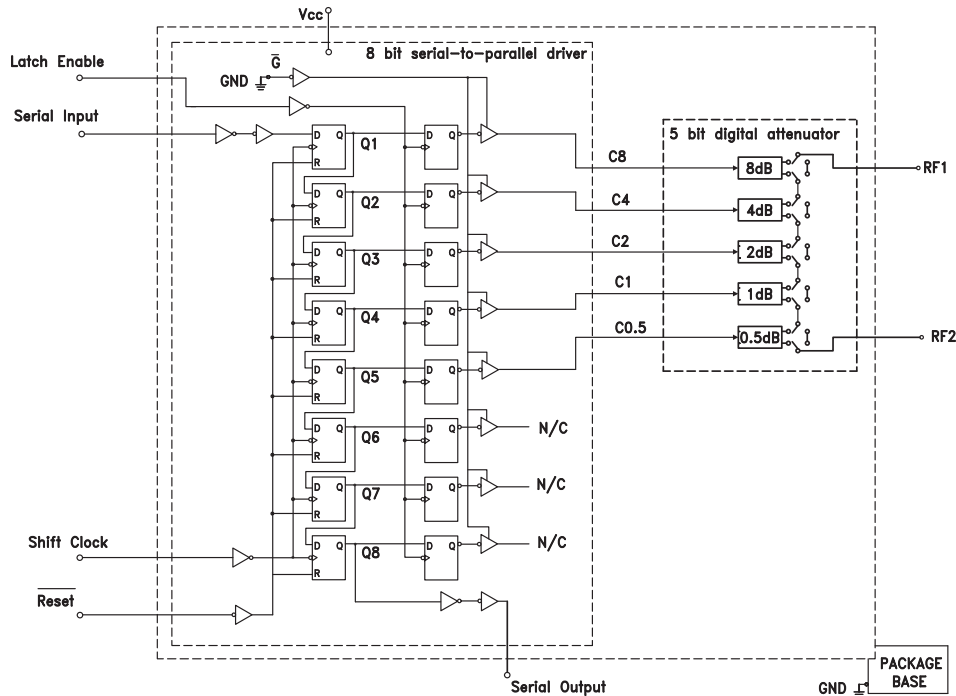 Vcc
8 bit serial-to-parallel driver
Latch Enable
G
GND
Serial Input
5 bit digital attenuator
D Q
R
Q1
D Q
C8
8dB
RF1
D Q
R
Q2
D Q
C4
4dB
D Q
R
Q3
D Q
C2
2dB
D Q
R
Q4
D Q
C1
1dB
D Q
R
Q5
D Q
C0.5
0.5dB
RF2
D Q
R
Q6
D Q
N/C
D Q
R
Q7
D Q
N/C
Shift Clock
D Q
R
Q8
D Q
N/C
Reset
Serial Output
GND
PACKAGE
BASE